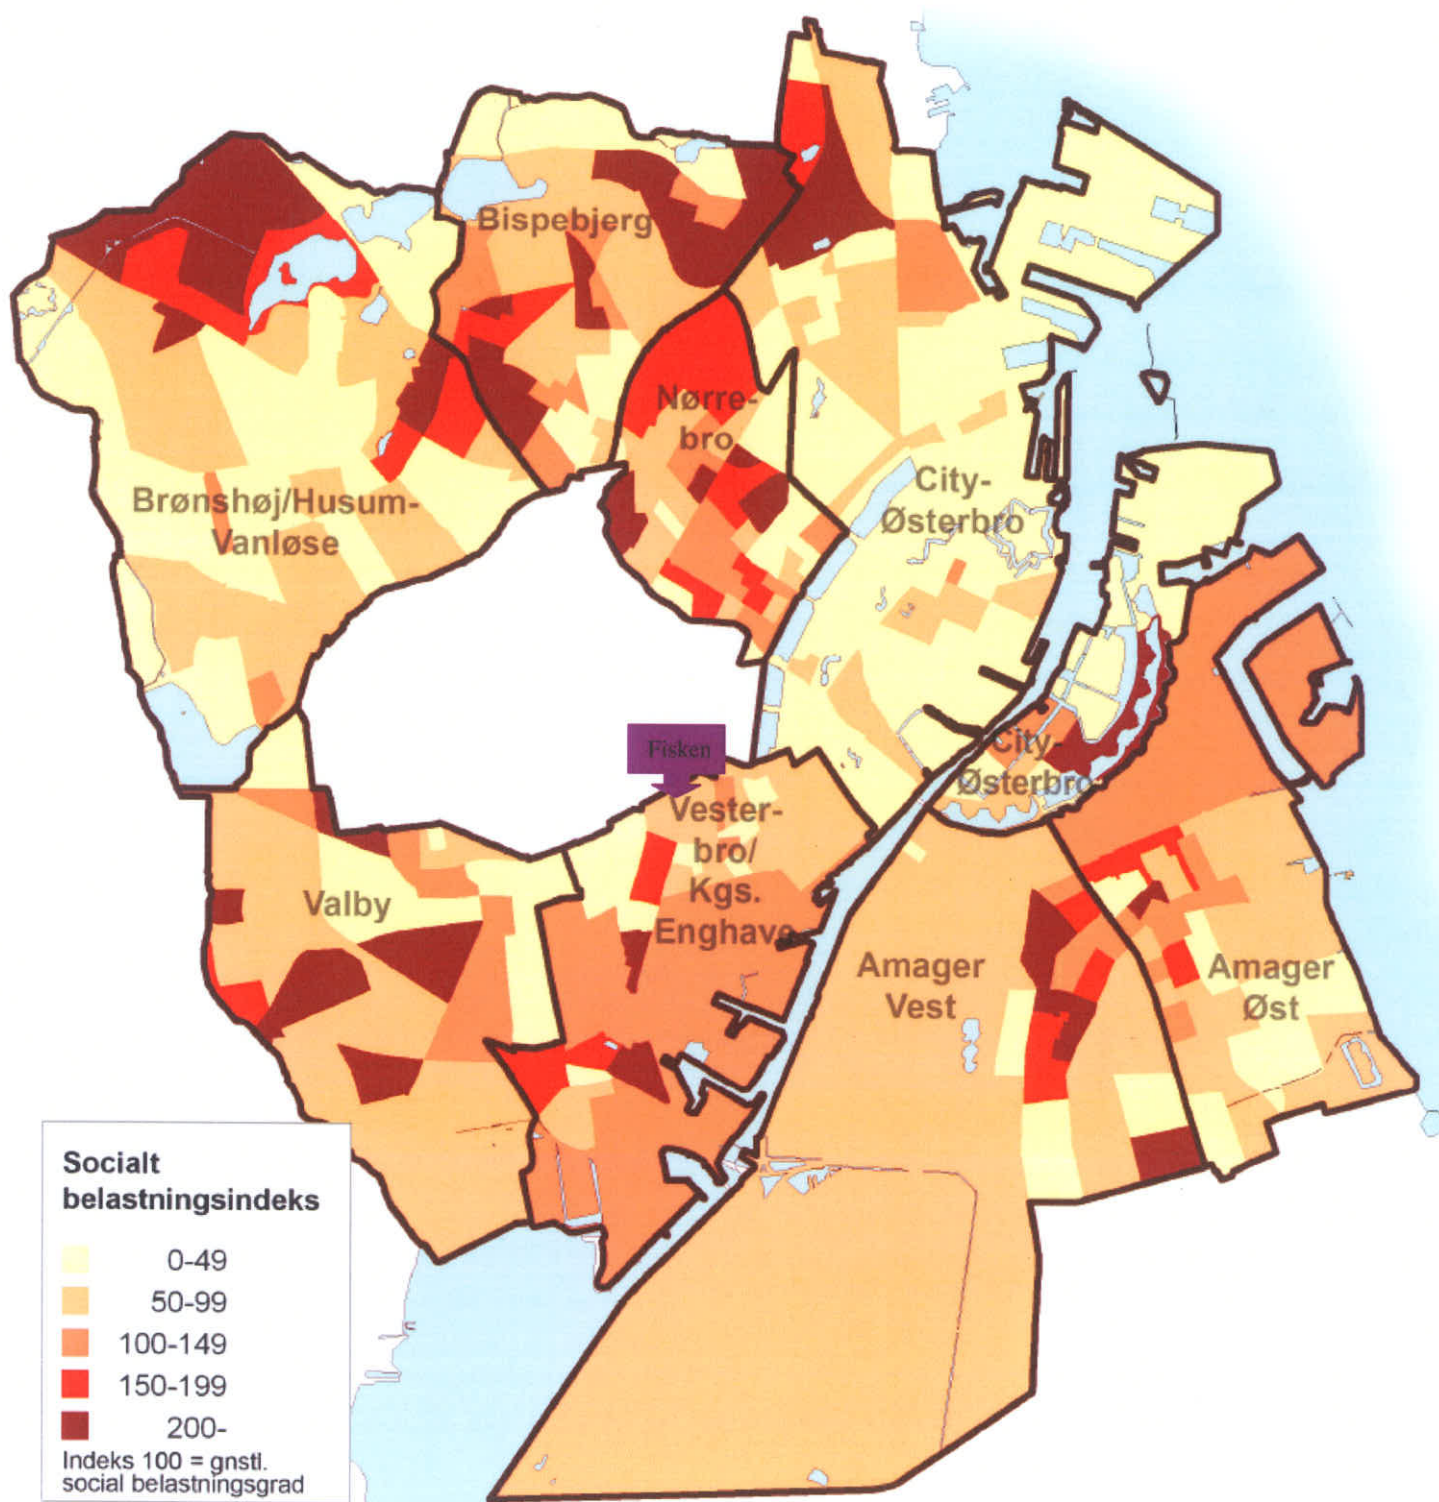 Bispebjerg
Nørre-
bro
Brønshøj/Husum-
Vanløse
City-
Østerbro
Fisken
City-
Østerbro
Vester-
bro/
Kgs.
Enghave
Valby
Amager
Vest
Amager
Øst
Socialt
belastningsindeks
0-49
50-99
100-149
150-199
200-
Indeks 100 = gnstl.
social belastningsgrad